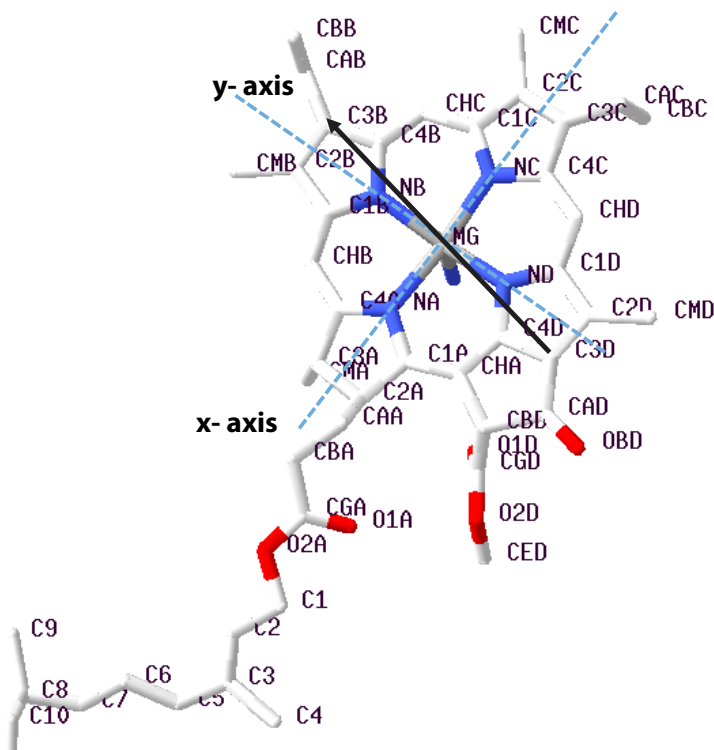 CBB
CMC
CAB
y- axis
C2C
CAC
CHC
C3B
C1C
C3C
CBC
C4B
C2B
CMB
NC
C4C
NB
C1B
CHD
MG
CHB
ND
C1D
C4A
NA
C2D
CMD
C4D
C3D
C3A
C1A
CHA
CMA
C2A
CAA
CAD
x- axis
CBD
OBD
CBA
O1D
CGD
CGA
O1A
O2D
O2A
CED
C1
C9
C2
C6
C3
C8
C7
C5
C10
C4